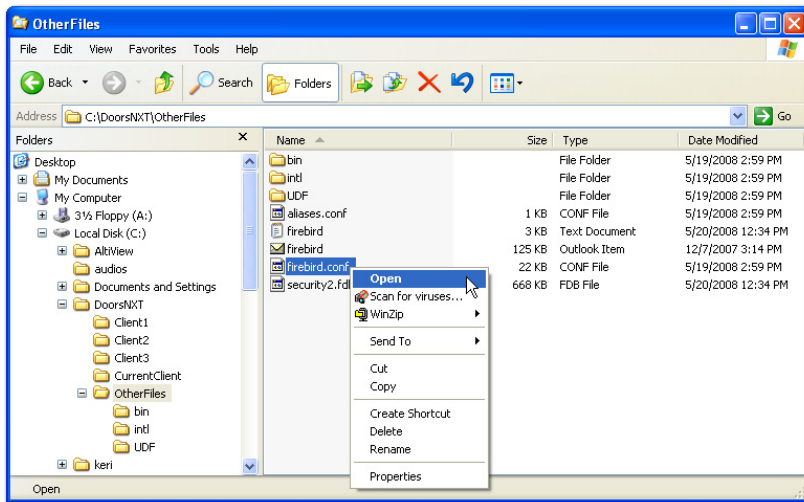 OtherFiles
File Edit View Favorites Tools Help
Back Search Folders
Address C:\DoorsNXT\OtherFiles Go
Folders
Desktop
My Documents
My Computer
3½ Floppy (A:)
Local Disk (C:)
AltiView
audios
Documents and Settings
DoorsNXT
Client1
Client2
Client3
CurrentClient
OtherFiles
bin
intl
UDF
keri
Name Size Type Date Modified
bin File Folder 5/19/2008 2:59 PM
intl File Folder 5/19/2008 2:59 PM
UDF File Folder 5/19/2008 2:59 PM
aliases.conf 1 KB CONF File 5/19/2008 2:59 PM
firebird 3 KB Text Document 5/20/2008 12:34 PM
firebird 125 KB Outlook Item 12/7/2007 3:14 PM
firebird.conf 22 KB CONF File 5/19/2008 2:59 PM
security2.fd 668 KB FDB File 5/20/2008 12:34 PM
Open
Scan for viruses...
WinZip
Send To
Cut
Copy
Create Shortcut
Delete
Rename
Properties
Open